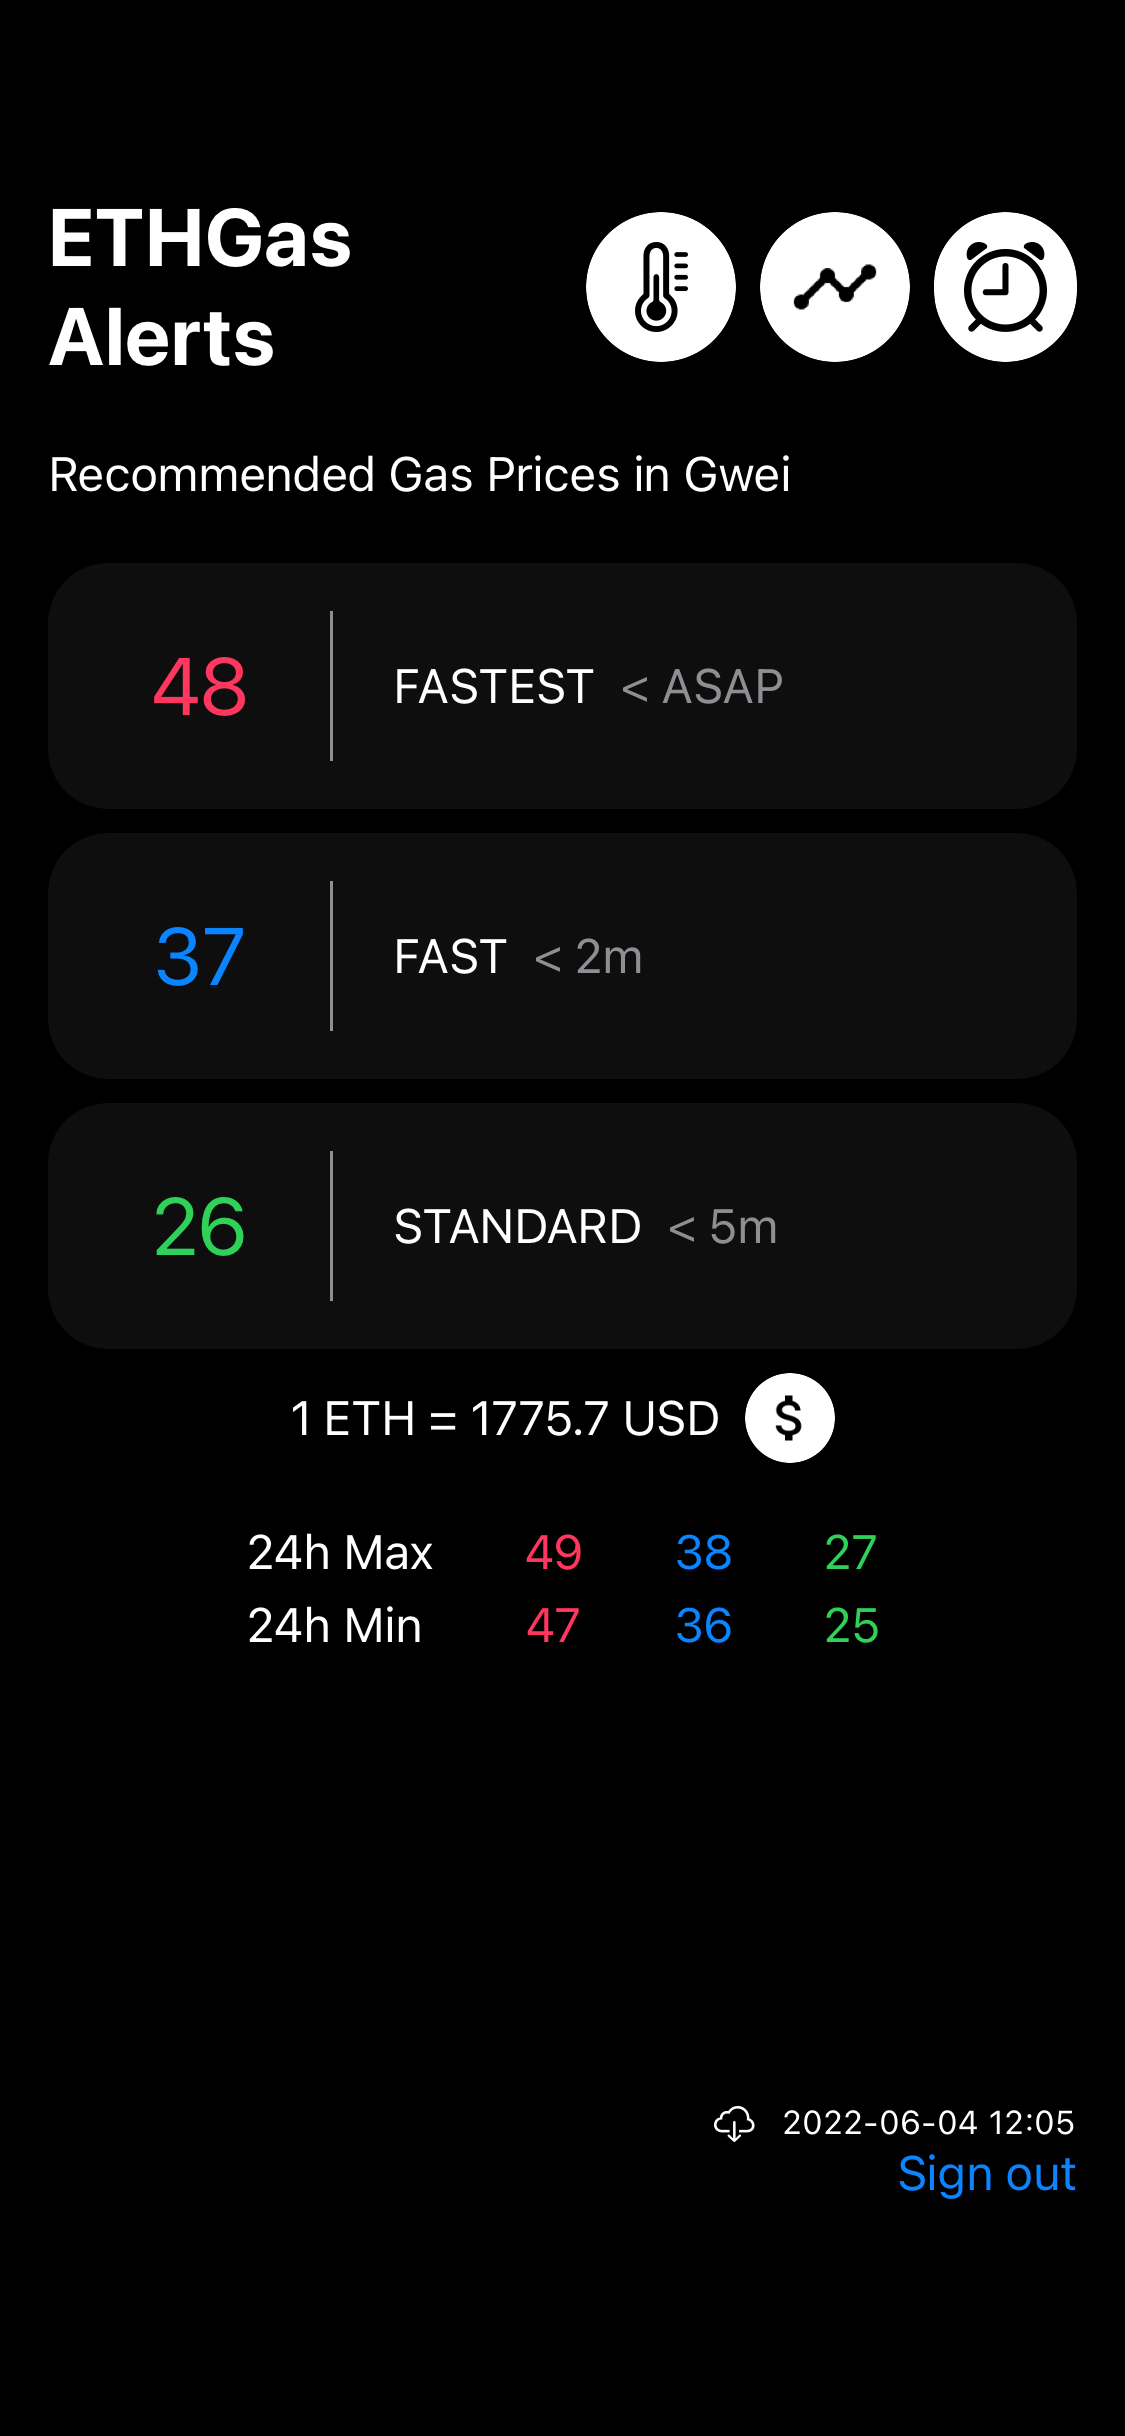 ETHGas
Alerts
Recommended Gas Prices in Gwei
48 FASTEST < ASAP
37 FAST < 2m
26 STANDARD < 5m
1 ETH = 1775.7 USD $
24h Max 49 38 27
24h Min 47 36 25
2022-06-04 12:05
Sign out